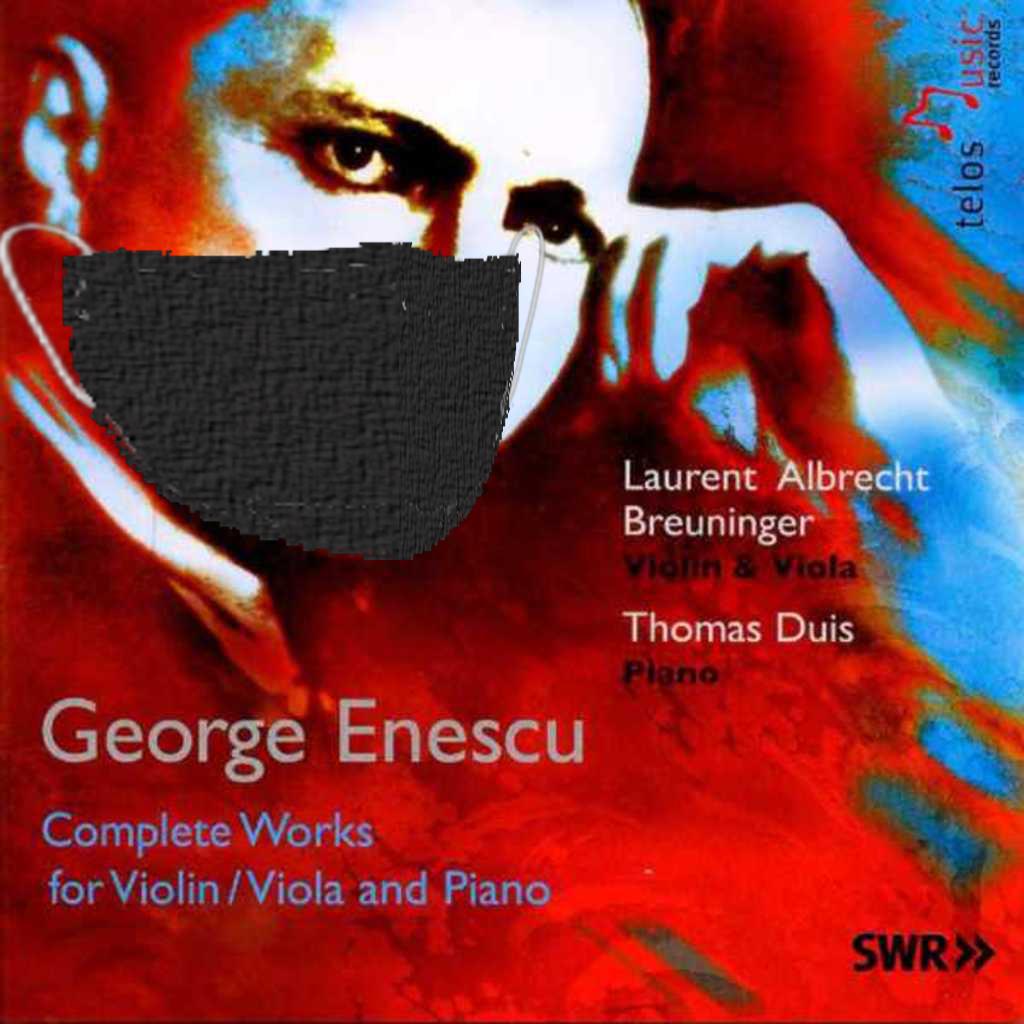 telos Music
records
Laurent Albrecht
Breuninger
Violin & Viola
Thomas Duis
Piano
George Enescu
Complete Works
for Violin/Viola and Piano
SWR»